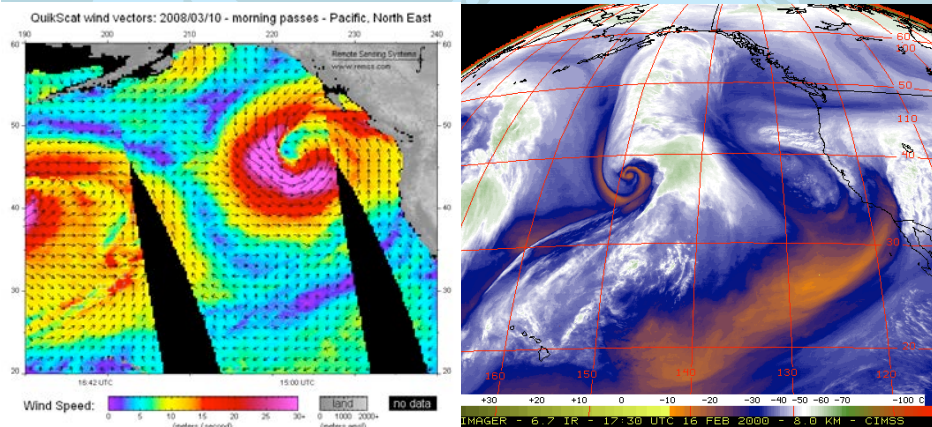 QuikScat wind vectors: 2008/03/10 - morning passes - Pacific, North East
190 200 210 220 230 240
Remote Sensing Systems
www.remss.com
60 60
50 50
40 40
30 30
20 20
16:42 UTC 15:00 UTC
Wind Speed:
0 5 10 15 20 25 30+
(meters / second)
land
0 1000 2000+
no data
60
100
50
110
40
30
20
160 150 130 120
+30 +20 +10 0 -10 -20 -30 -40 -50 -60 -70 -100 C
IMAGER - 6.7 IR - 17:30 UTC 16 FEB 2000 - 8.0 KM - CIMSS